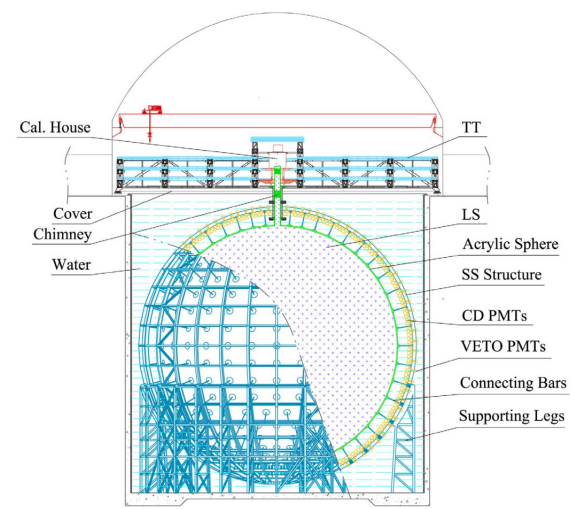 Cal. House
TT
Cover
Chimney
Water
LS
Acrylic Sphere
SS Structure
CD PMTs
VETO PMTs
Connecting Bars
Supporting Legs